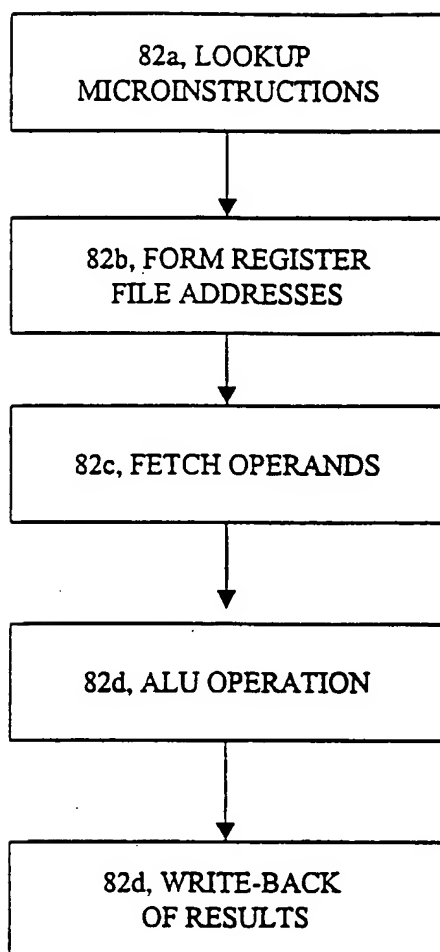 82a, LOOKUP
MICROINSTRUCTIONS
82b, FORM REGISTER
FILE ADDRESSES
82c, FETCH OPERANDS
82d, ALU OPERATION
82d, WRITE-BACK
OF RESULTS